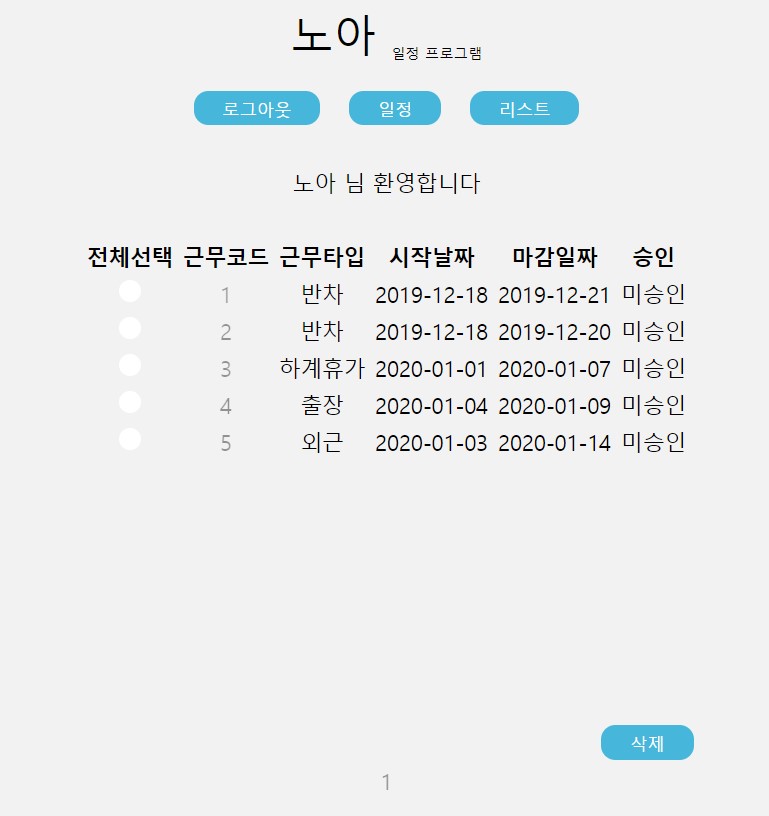 노아 일정 프로그램
로그아웃 일정 리스트
노아 님 환영합니다
전체선택 근무코드 근무타입 시작날짜 마감일짜 승인
1 반차 2019-12-18 2019-12-21 미승인
2 반차 2019-12-18 2019-12-20 미승인
3 하계휴가 2020-01-01 2020-01-07 미승인
4 출장 2020-01-04 2020-01-09 미승인
5 외근 2020-01-03 2020-01-14 미승인
삭제
1